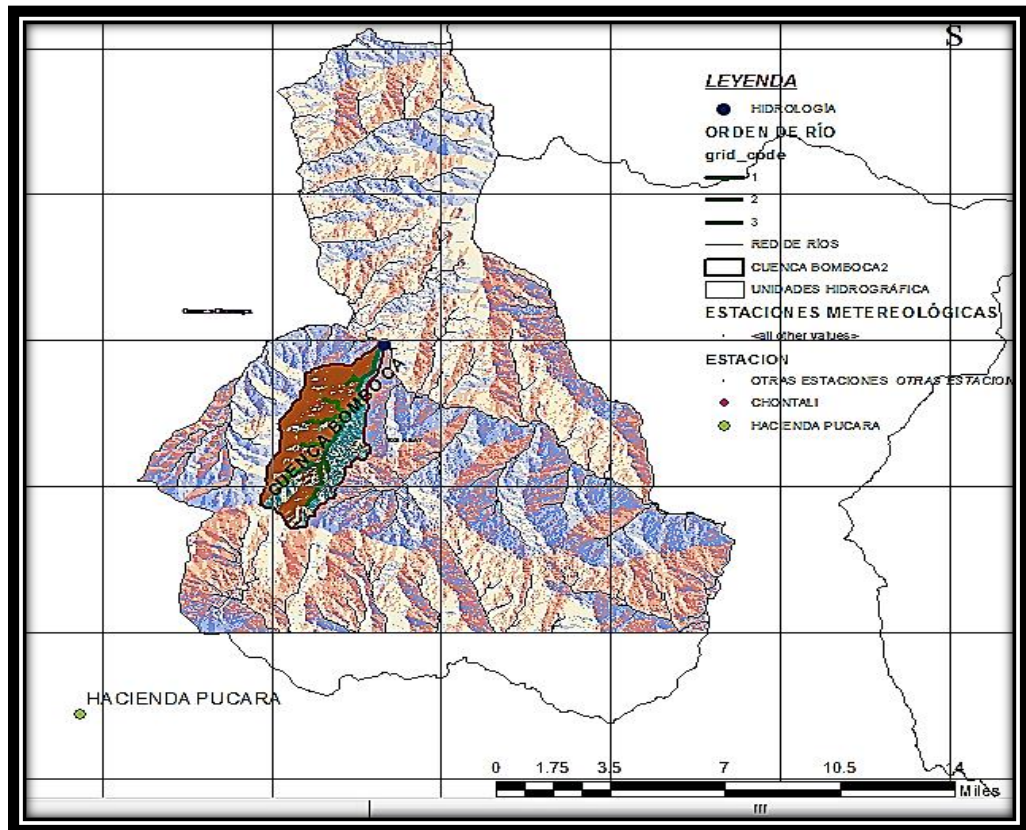 S
LEYENDA
HIDROLOGÍA
ORDEN DE RÍO
grid_code
1
2
3
RED DE RÍOS
CUENCA BOMBOCA2
UNIDADES HIDROGRÁFICA
ESTACIONES METEREOLÓGICAS
<all other values>
ESTACION
OTRAS ESTACIONES OTRAS ESTACION
CHONTALI
HACIENDA PUCARA
CUENCA BOMBOCA
HACIENDA PUCARA
0 1.75 3.5 7 10.5 14
Miles